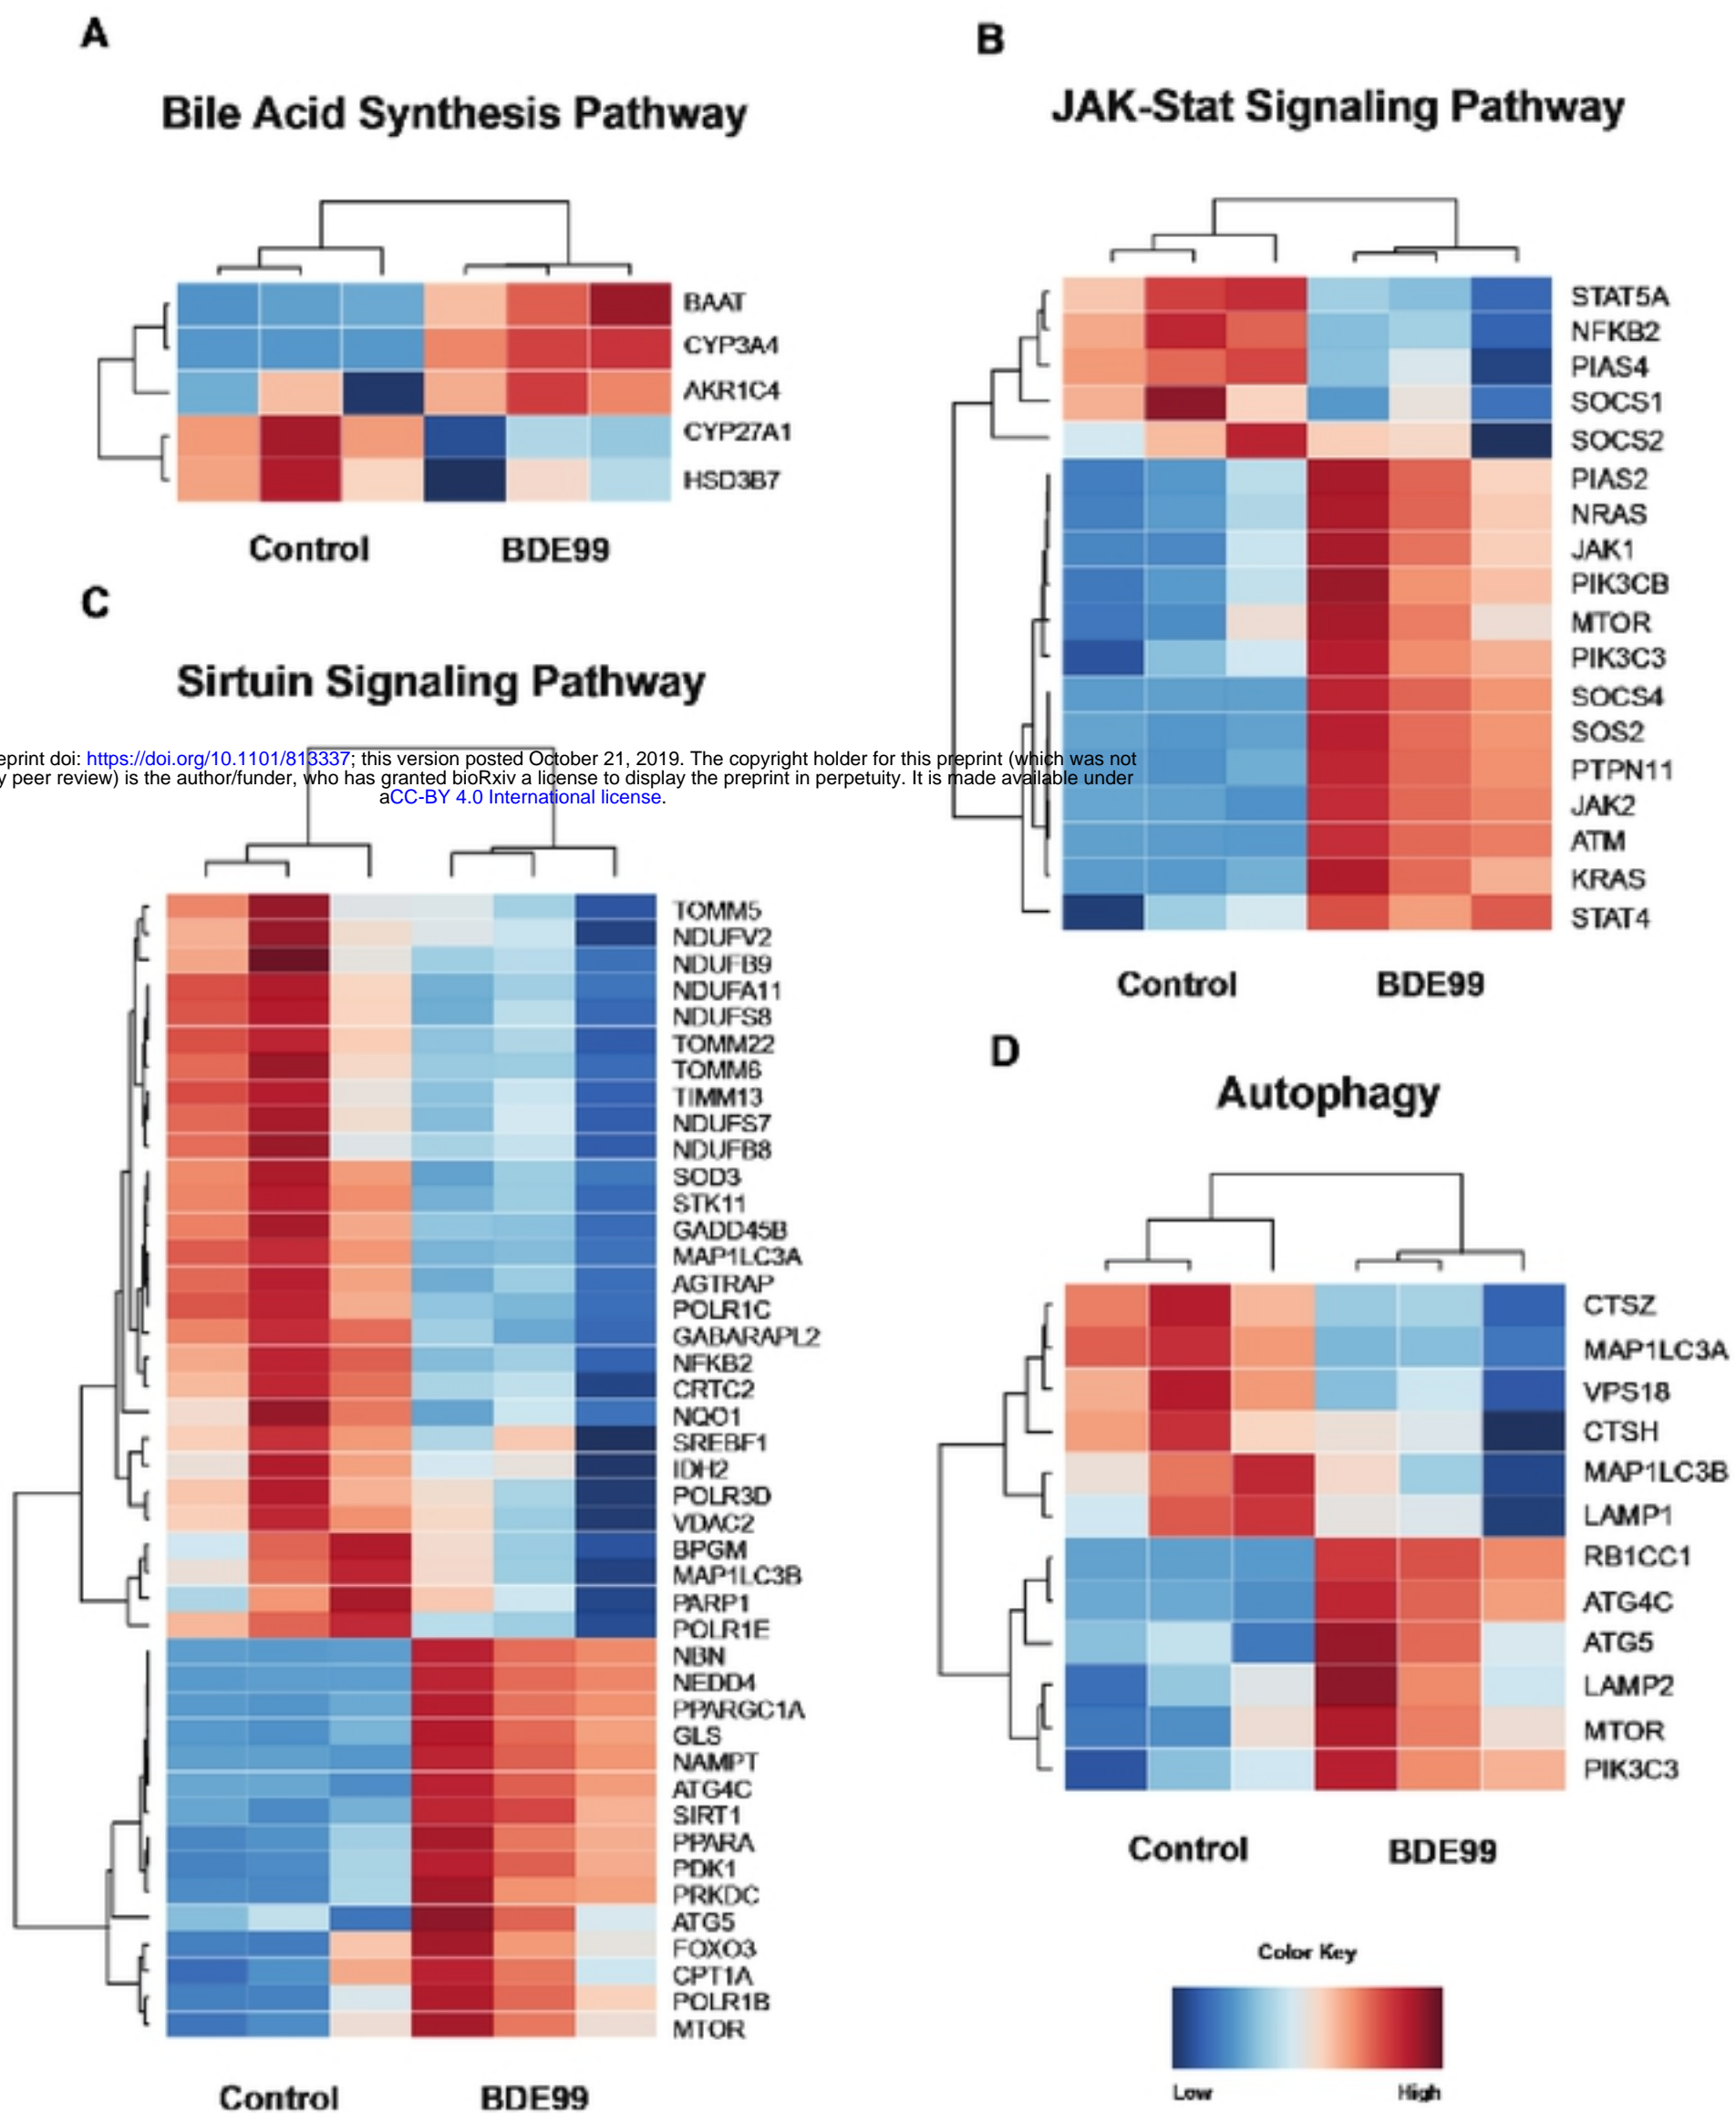 A
Bile Acid Synthesis Pathway
BAAT
CYP3A4
AKR1C4
CYP27A1
HSD3B7
Control BDE99
B
JAK-Stat Signaling Pathway
STAT5A
NFKB2
PIAS4
SOCS1
SOCS2
PIAS2
NRAS
JAK1
PIK3CB
MTOR
PIK3C3
SOCS4
SOS2
PTPN11
JAK2
ATM
KRAS
STAT4
Control BDE99
C
Sirtuin Signaling Pathway
eprint doi: https://doi.org/10.1101/813337; this version posted October 21, 2019. The copyright holder for this preprint (which was not
y peer review) is the author/funder, who has granted bioRxiv a license to display the preprint in perpetuity. It is made available under
aCC-BY 4.0 International license.
TOMM5
NDUFV2
NDUFB9
NDUFA11
NDUFS8
TOMM22
TOMM6
TIMM13
NDUFS7
NDUFB8
SOD3
STK11
GADD45B
MAP1LC3A
AGTRAP
POLR1C
GABARAPL2
NFKB2
CRTC2
NQO1
SREBF1
IDH2
POLR3D
VDAC2
BPGM
MAP1LC3B
PARP1
POLR1E
NBN
NEDD4
PPARGC1A
GLS
NAMPT
ATG4C
SIRT1
PPARA
PDK1
PRKDC
ATG5
FOXO3
CPT1A
POLR1B
MTOR
Control BDE99
D
Autophagy
CTSZ
MAP1LC3A
VPS18
CTSH
MAP1LC3B
LAMP1
RB1CC1
ATG4C
ATG5
LAMP2
MTOR
PIK3C3
Control BDE99
Color Key
Low High